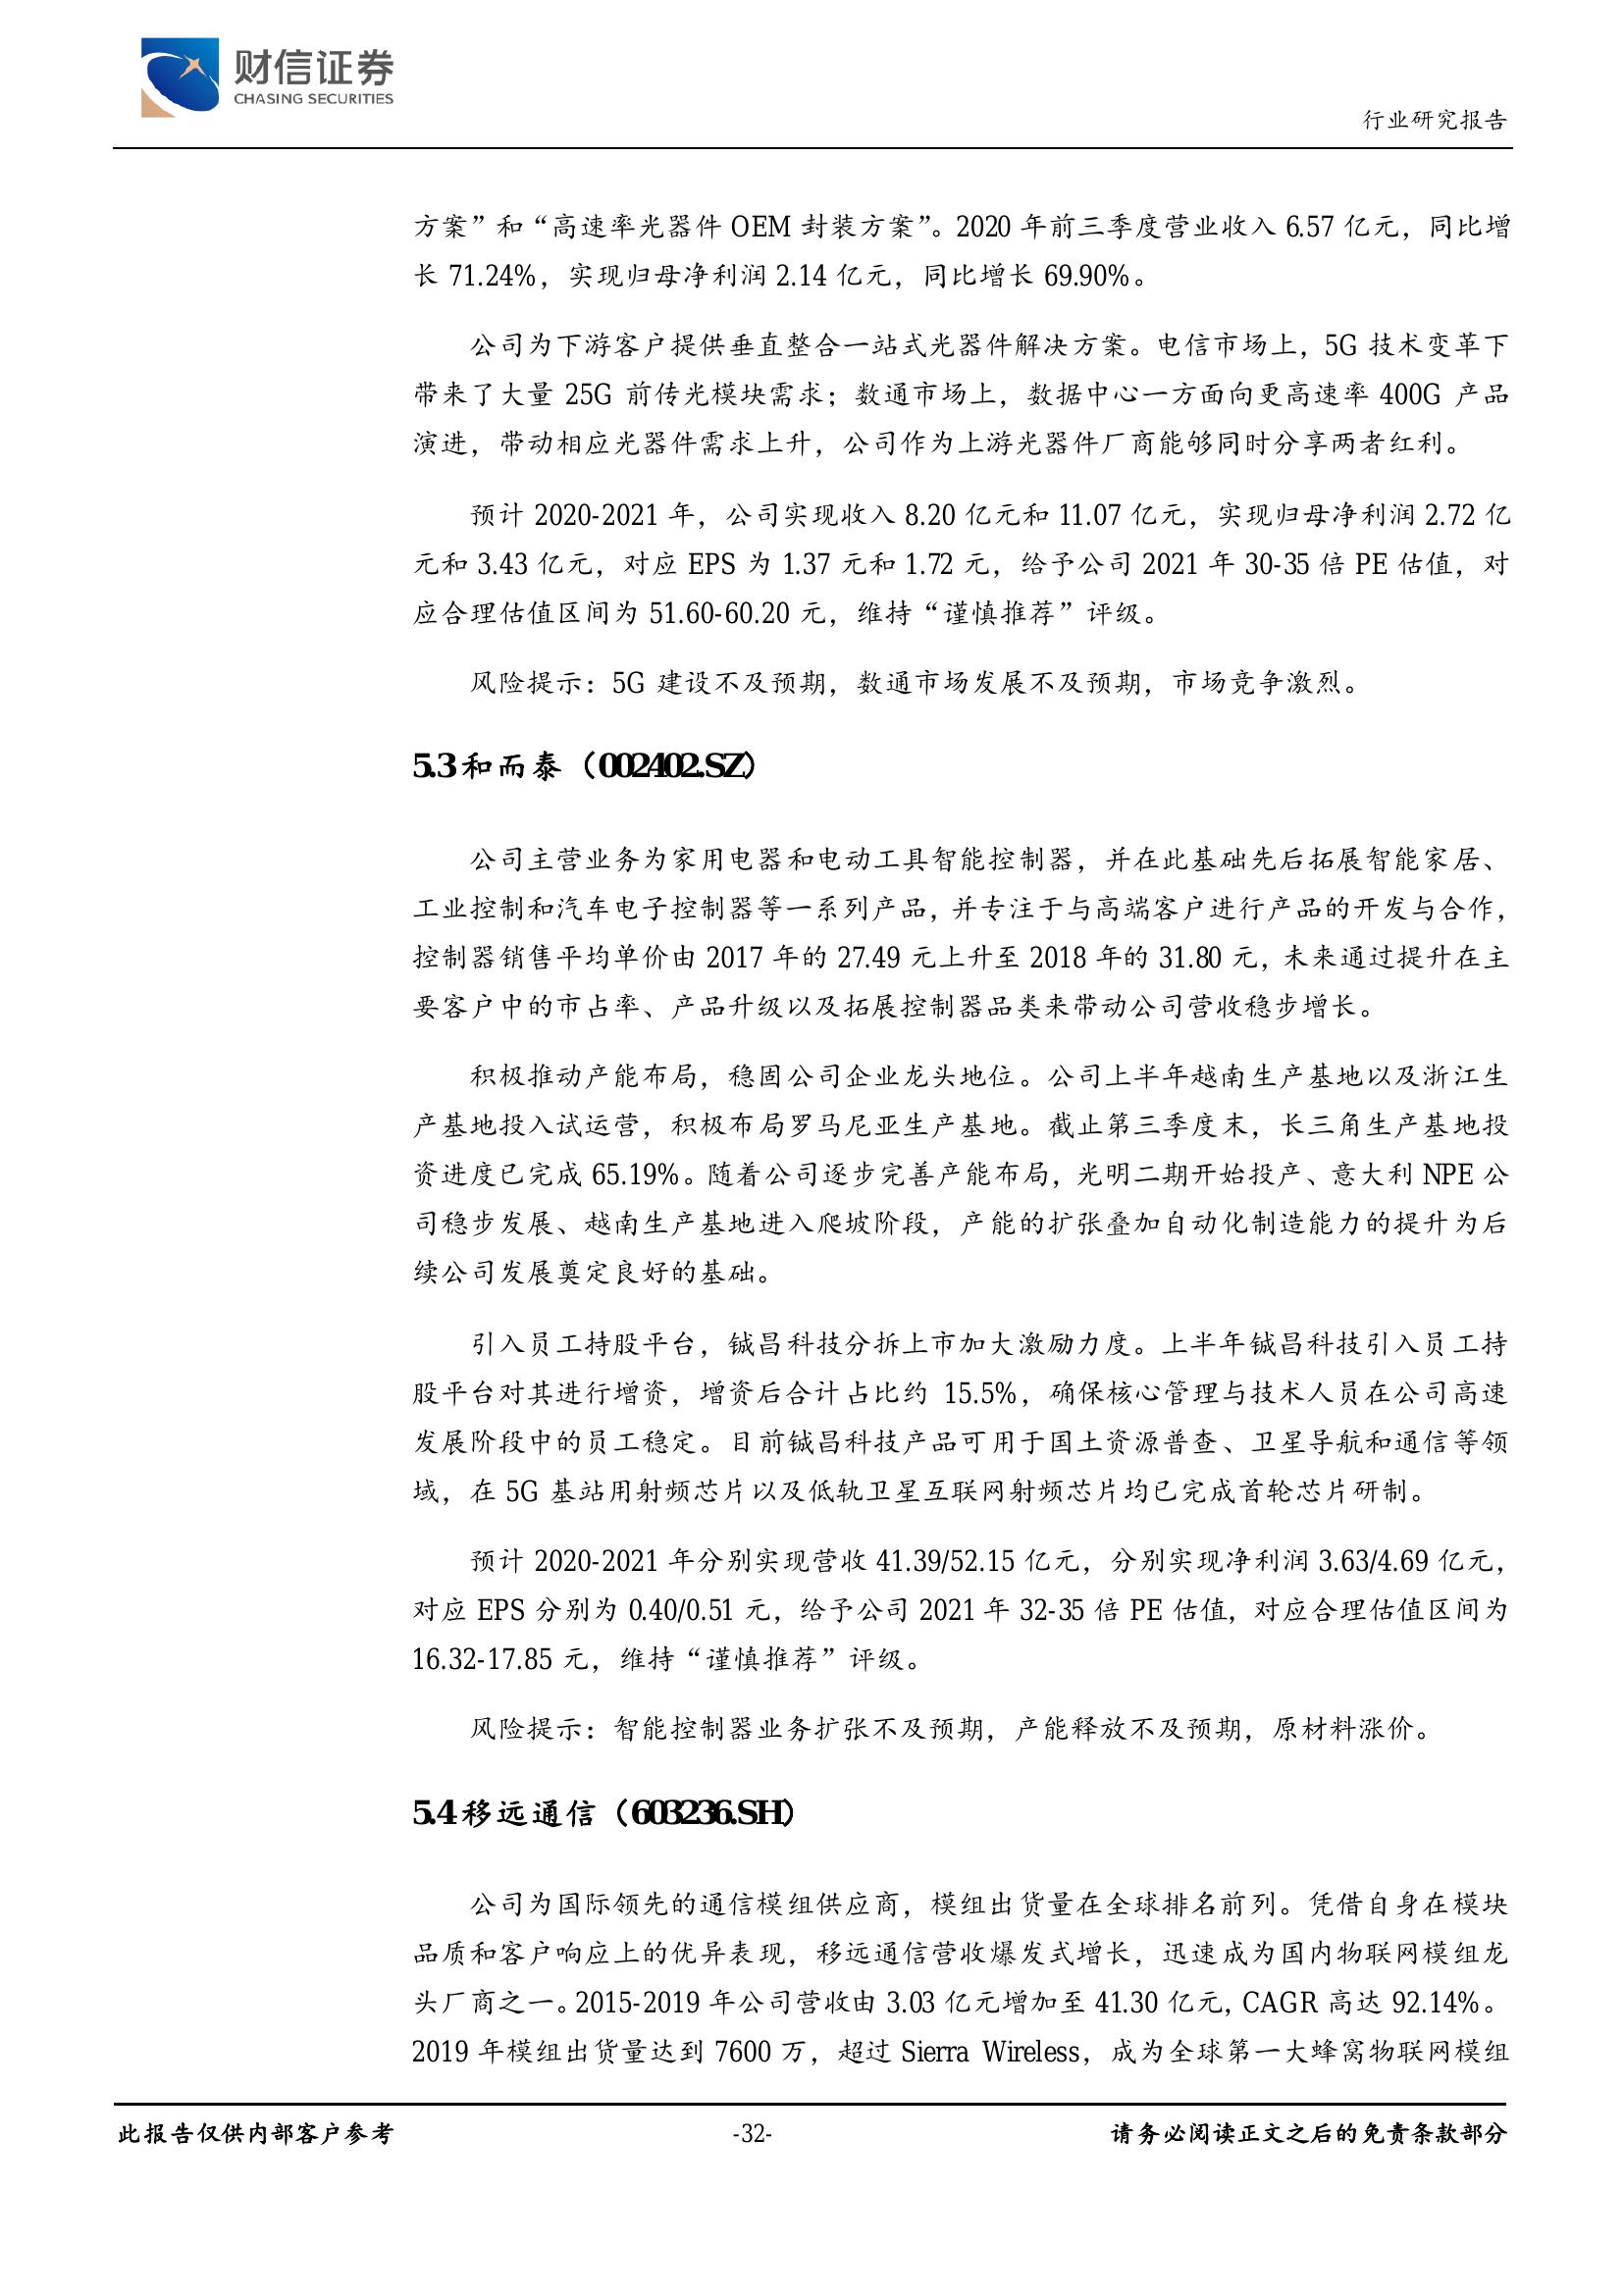 财信证券
CHASING SECURITIES
行业研究报告
方案”和“高速率光器件 OEM 封装方案”。2020 年前三季度营业收入 6.57 亿元，同比增
长 71.24%，实现归母净利润 2.14 亿元，同比增长 69.90%。
公司为下游客户提供垂直整合一站式光器件解决方案。电信市场上，5G 技术变革下
带来了大量 25G 前传光模块需求；数通市场上，数据中心一方面向更高速率 400G 产品
演进，带动相应光器件需求上升，公司作为上游光器件厂商能够同时分享两者红利。
预计 2020-2021 年，公司实现收入 8.20 亿元和 11.07 亿元，实现归母净利润 2.72 亿
元和 3.43 亿元，对应 EPS 为 1.37 元和 1.72 元，给予公司 2021 年 30-35 倍 PE 估值，对
应合理估值区间为 51.60-60.20 元，维持“谨慎推荐”评级。
风险提示：5G 建设不及预期，数通市场发展不及预期，市场竞争激烈。
5.3 和而泰（002402.SZ）
公司主营业务为家用电器和电动工具智能控制器，并在此基础先后拓展智能家居、
工业控制和汽车电子控制器等一系列产品，并专注于与高端客户进行产品的开发与合作，
控制器销售平均单价由 2017 年的 27.49 元上升至 2018 年的 31.80 元，未来通过提升在主
要客户中的市占率、产品升级以及拓展控制器品类来带动公司营收稳步增长。
积极推动产能布局，稳固公司企业龙头地位。公司上半年越南生产基地以及浙江生
产基地投入试运营，积极布局罗马尼亚生产基地。截止第三季度末，长三角生产基地投
资进度已完成 65.19%。随着公司逐步完善产能布局，光明二期开始投产、意大利 NPE 公
司稳步发展、越南生产基地进入爬坡阶段，产能的扩张叠加自动化制造能力的提升为后
续公司发展奠定良好的基础。
引入员工持股平台，铖昌科技分拆上市加大激励力度。上半年铖昌科技引入员工持
股平台对其进行增资，增资后合计占比约 15.5%，确保核心管理与技术人员在公司高速
发展阶段中的员工稳定。目前铖昌科技产品可用于国土资源普查、卫星导航和通信等领
域，在 5G 基站用射频芯片以及低轨卫星互联网射频芯片均已完成首轮芯片研制。
预计 2020-2021 年分别实现营收 41.39/52.15 亿元，分别实现净利润 3.63/4.69 亿元，
对应 EPS 分别为 0.40/0.51 元，给予公司 2021 年 32-35 倍 PE 估值，对应合理估值区间为
16.32-17.85 元，维持“谨慎推荐”评级。
风险提示：智能控制器业务扩张不及预期，产能释放不及预期，原材料涨价。
5.4 移远通信（603236.SH）
公司为国际领先的通信模组供应商，模组出货量在全球排名前列。凭借自身在模块
品质和客户响应上的优异表现，移远通信营收爆发式增长，迅速成为国内物联网模组龙
头厂商之一。2015-2019 年公司营收由 3.03 亿元增加至 41.30 亿元，CAGR 高达 92.14%。
2019 年模组出货量达到 7600 万，超过 Sierra Wireless，成为全球第一大蜂窝物联网模组
此报告仅供内部客户参考
-32-
请务必阅读正文之后的免责条款部分